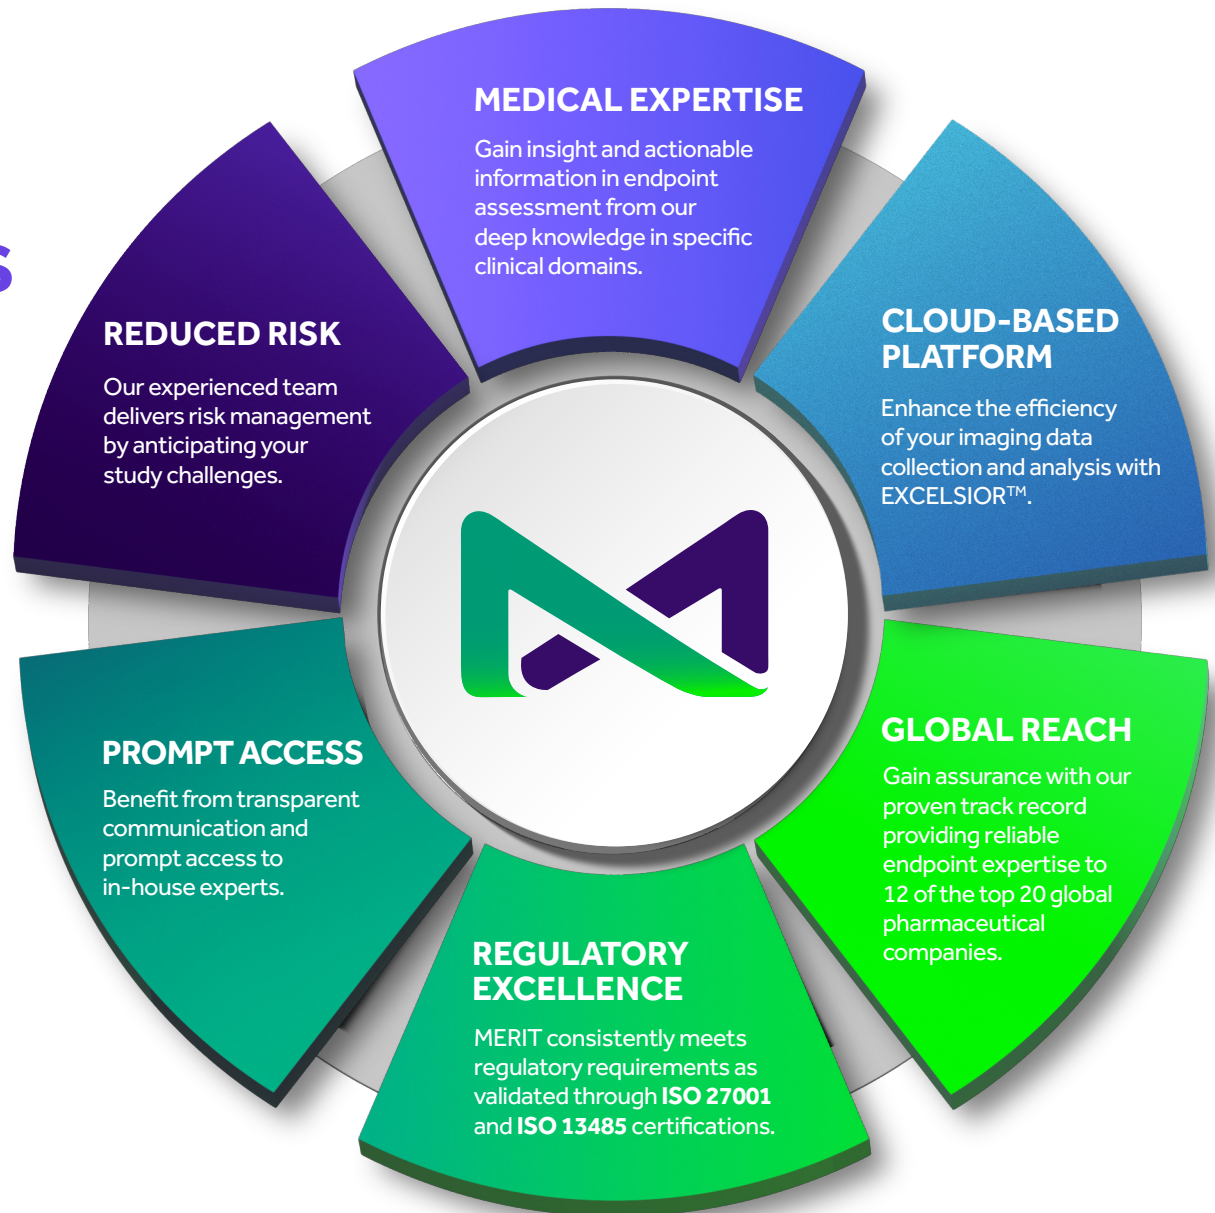 MEDICAL EXPERTISE
Gain insight and actionable
information in endpoint
assessment from our
deep knowledge in specific
clinical domains.
CLOUD-BASED
PLATFORM
Enhance the efficiency
of your imaging data
collection and analysis with
EXCELSIOR™.
GLOBAL REACH
Gain assurance with our
proven track record
providing reliable
endpoint expertise to
12 of the top 20 global
pharmaceutical
companies.
REGULATORY
EXCELLENCE
MERIT consistently meets
regulatory requirements as
validated through ISO 27001
and ISO 13485 certifications.
PROMPT ACCESS
Benefit from transparent
communication and
prompt access to
in-house experts.
REDUCED RISK
Our experienced team
delivers risk management
by anticipating your
study challenges.